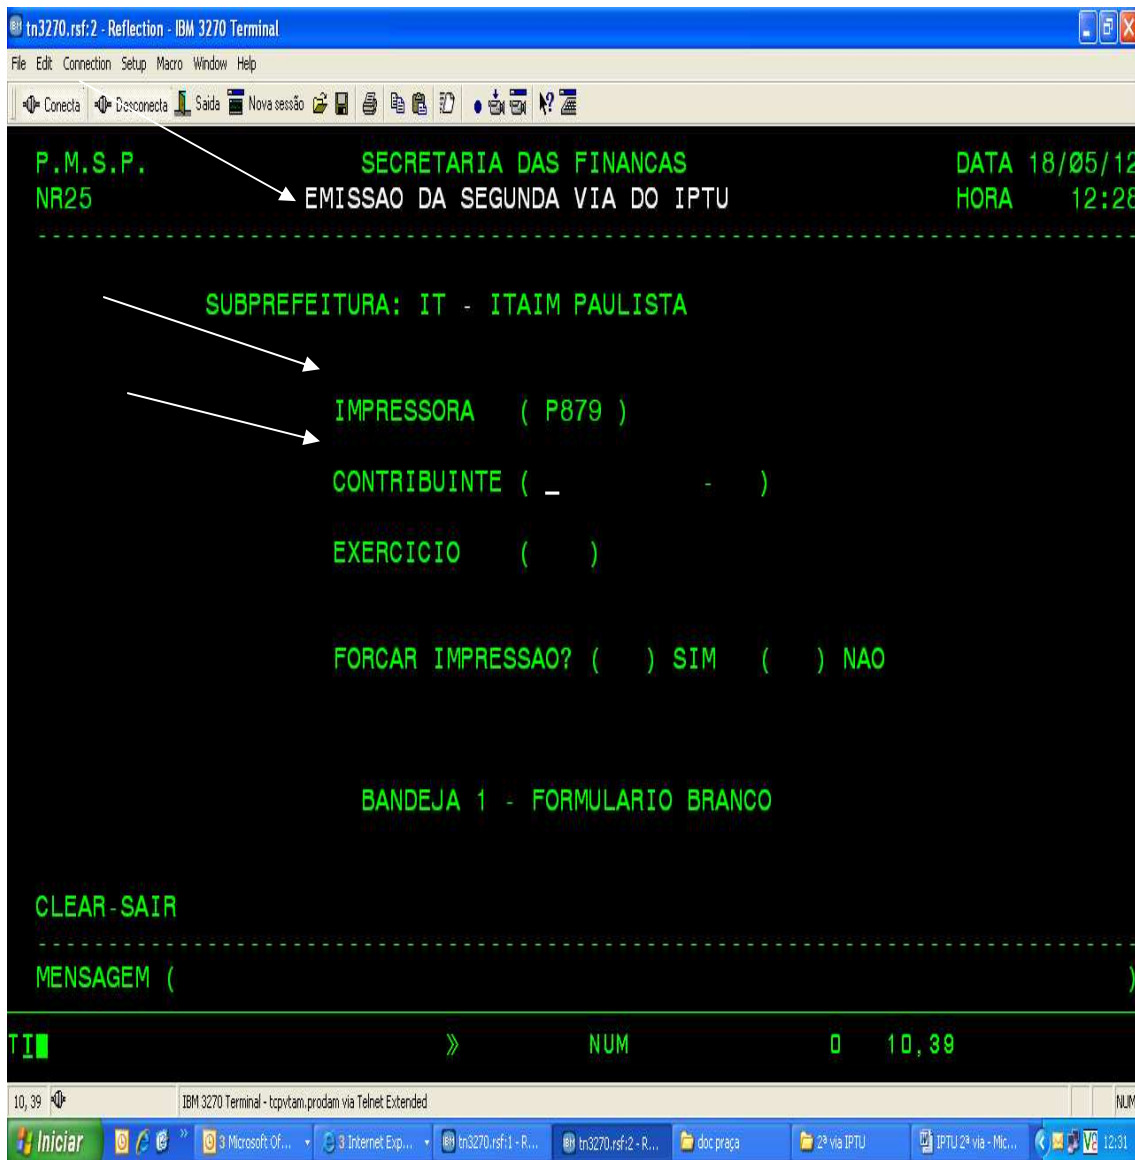 tn3270.rsf:2 - Reflection - IBM 3270 Terminal
File Edit Connection Setup Macro Window Help
Conecta Desconecta Saida Nova sessão
P.M.S.P. SECRETARIA DAS FINANCAS DATA 18/05/12
NR25 EMISSAO DA SEGUNDA VIA DO IPTU HORA 12:28
SUBPREFEITURA: IT - ITAIM PAULISTA
IMPRESSORA ( P879 )
CONTRIBUINTE ( _ - )
EXERCICIO ( )
FORCAR IMPRESSAO? ( ) SIM ( ) NAO
BANDEJA 1 - FORMULARIO BRANCO
CLEAR-SAIR
MENSAGEM ( )
TI » NUM 10,39
10, 39 IBM 3270 Terminal - tcpvtam.prodam via Telnet Extended NUM
Iniciar » 3 Microsoft Of... 3 Internet Exp... tn3270.rsf:1 - R... tn3270.rsf:2 - R... doc praça 2ª via IPTU IPTU 2ª via - Mic... 12:31